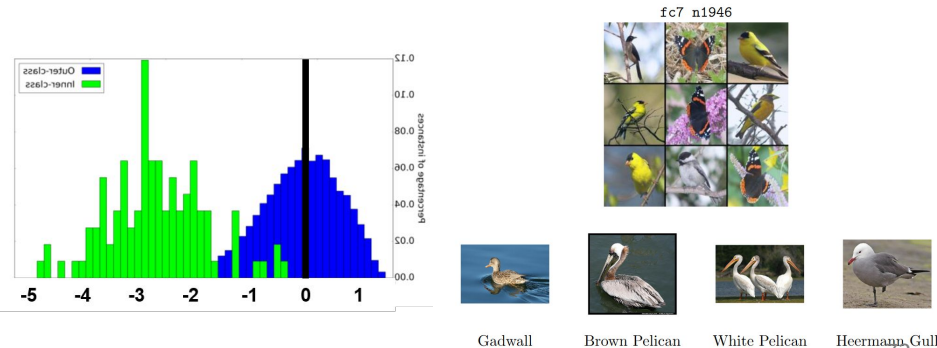 Outer-class
Inner-class
0.12
0.10
0.08
0.06
0.04
0.02
0.00
Percentage of instances
-5 -4 -3 -2 -1 0 1
fc7 n1946
Gadwall Brown Pelican White Pelican Heermann Gull